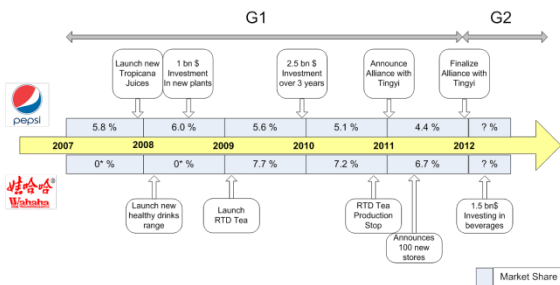 G1
G2
Launch new
Tropicana
Juices
1 bn $
Investment
In new plants
2.5 bn $
Investment
over 3 years
Announce
Alliance with
Tingyi
Finalize
Alliance with
Tingyi
pepsi
5.8 %
6.0 %
5.6 %
5.1 %
4.4 %
? %
2007
2008
2009
2010
2011
2012
0* %
0* %
7.7 %
7.2 %
6.7 %
? %
娃哈哈®
Wahaha
Launch new
healthy drinks
range
Launch
RTD Tea
RTD Tea
Production
Stop
Announces
100 new
stores
1.5 bn$
Investing in
beverages
Market Share